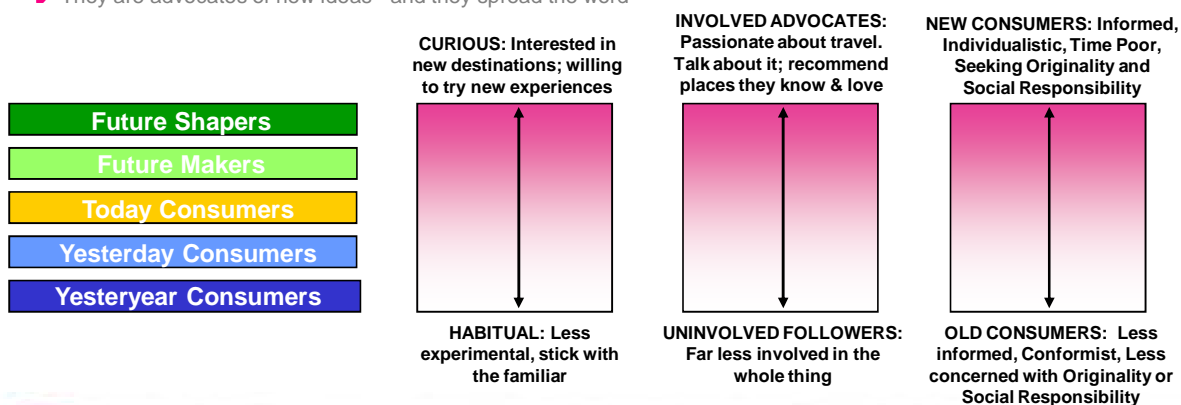 They are advocates of new ideas - and they spread the word
CURIOUS: Interested in
new destinations; willing
to try new experiences
INVOLVED ADVOCATES:
Passionate about travel.
Talk about it; recommend
places they know & love
NEW CONSUMERS: Informed,
Individualistic, Time Poor,
Seeking Originality and
Social Responsibility
Future Shapers
Future Makers
Today Consumers
Yesterday Consumers
Yesteryear Consumers
HABITUAL: Less
experimental, stick with
the familiar
UNINVOLVED FOLLOWERS:
Far less involved in the
whole thing
OLD CONSUMERS: Less
informed, Conformist, Less
concerned with Originality or
Social Responsibility